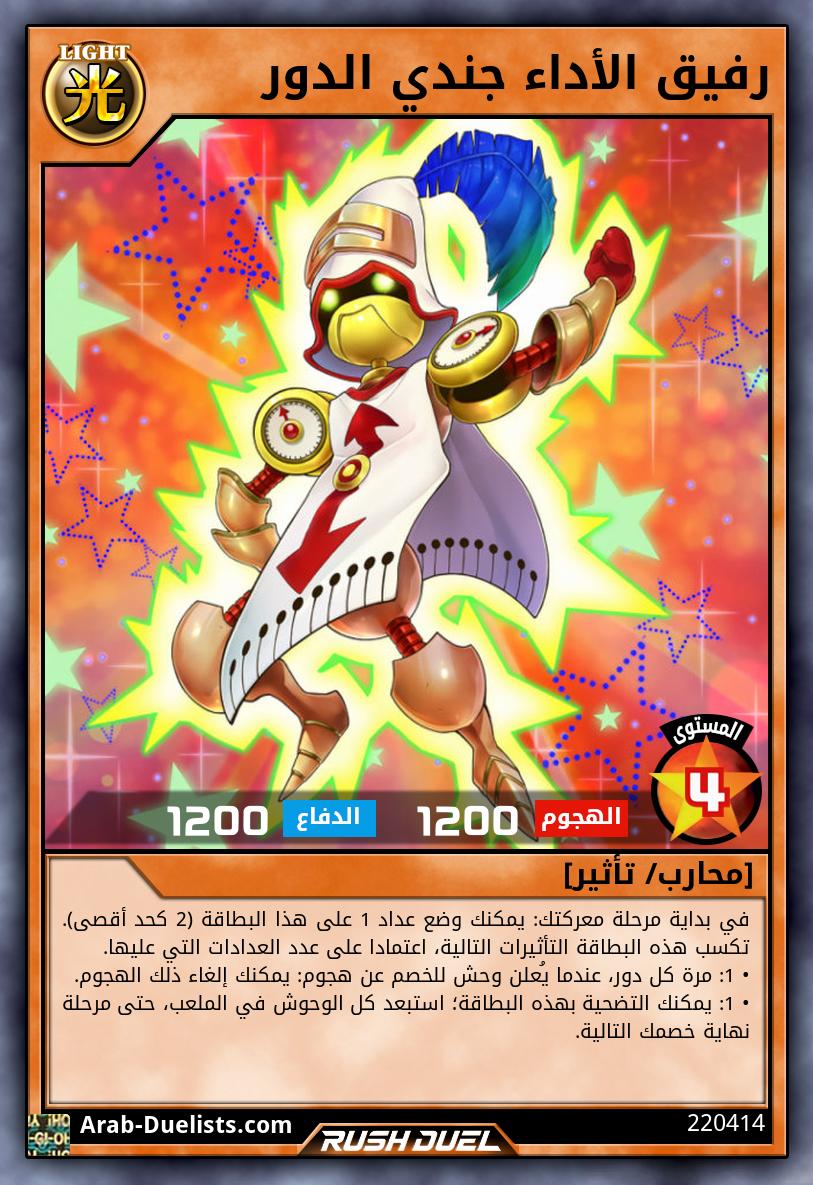 LIGHT
光
رفيق الأداء جندي الدور
المستوى
4
الهجوم 1200 الدفاع 1200
[محارب/ تأثير]
في بداية مرحلة معركتك: يمكنك وضع عداد 1 على هذا البطاقة (2 كحد أقصى).
تكسب هذه البطاقة التأثيرات التالية، اعتمادا على عدد العدادات التي عليها.
• 1: مرة كل دور، عندما يُعلن وحش للخصم عن هجوم: يمكنك إلغاء ذلك الهجوم.
• 1: يمكنك التضحية بهذه البطاقة؛ استبعد كل الوحوش في الملعب، حتى مرحلة
نهاية خصمك التالية.
Arab-Duelists.com
RUSH DUEL
220414